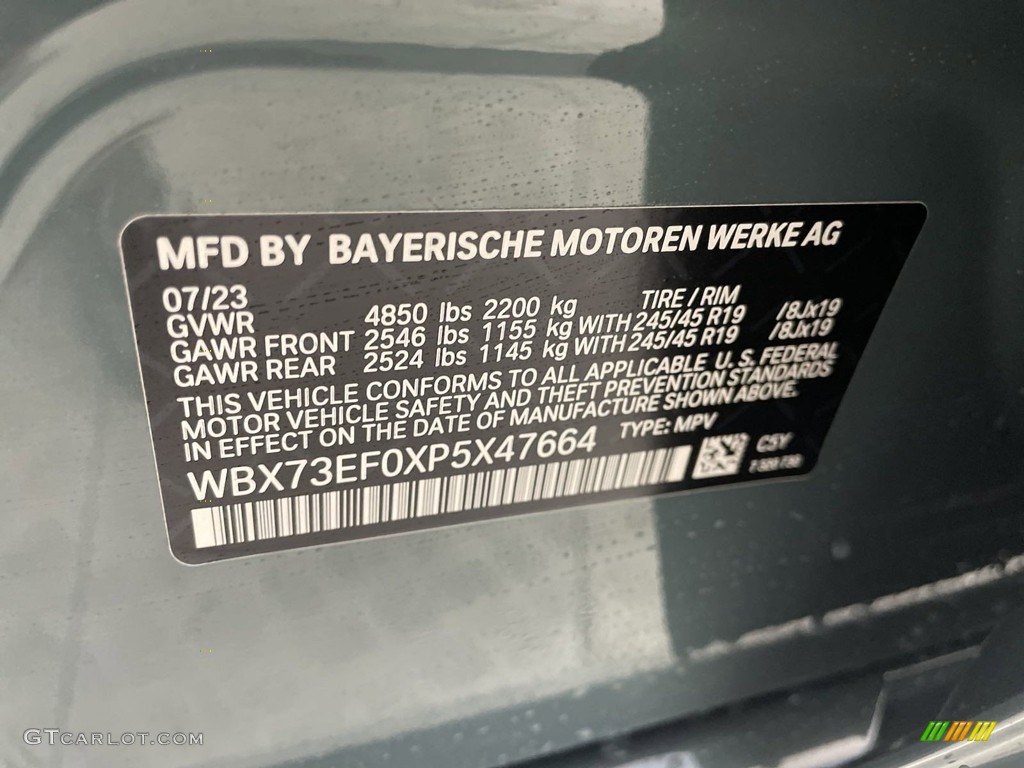 MFD BY BAYERISCHE MOTOREN WERKE AG
07/23 TIRE / RIM
GVWR 4850 lbs 2200 kg
GAWR FRONT 2546 lbs 1155 kg WITH 245/45 R19 /8Jx19
GAWR REAR 2524 lbs 1145 kg WITH 245/45 R19 /8Jx19
THIS VEHICLE CONFORMS TO ALL APPLICABLE U. S. FEDERAL
MOTOR VEHICLE SAFETY AND THEFT PREVENTION STANDARDS
IN EFFECT ON THE DATE OF MANUFACTURE SHOWN ABOVE.
WBX73EF0XP5X47664 TYPE: MPV
C5Y
GTCARLOT.COM